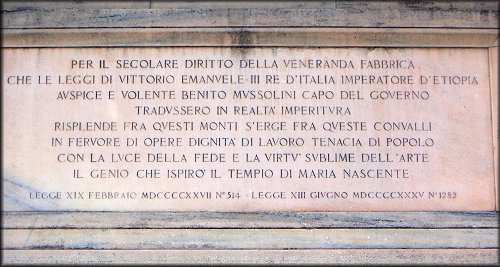 PER IL SECOLARE DIRITTO DELLA VENERANDA FABBRICA
CHE LE LEGGI DI VITTORIO EMANVELE·III RE D'ITALIA IMPERATORE D'ETIOPIA
AVSPICE E VOLENTE BENITO MVSSOLINI CAPO DEL GOVERNO
TRADVSSERO IN REALTA' IMPERITVRA
RISPLENDE FRA QVESTI MONTI S'ERGE FRA QVESTE CONVALLI
IN FERVORE DI OPERE DIGNITA' DI LAVORO TENACIA DI POPOLO
CON LA LVCE DELLA FEDE E LA VIRTV' SVBLIME DELL'ARTE
IL GENIO CHE ISPIRO' IL TEMPIO DI MARIA NASCENTE
LEGGE XIX FEBBRAIO MDCCCCXXVII N° 514 · LEGGE XIII GIVGNO MDCCCCXXXV N° 1282